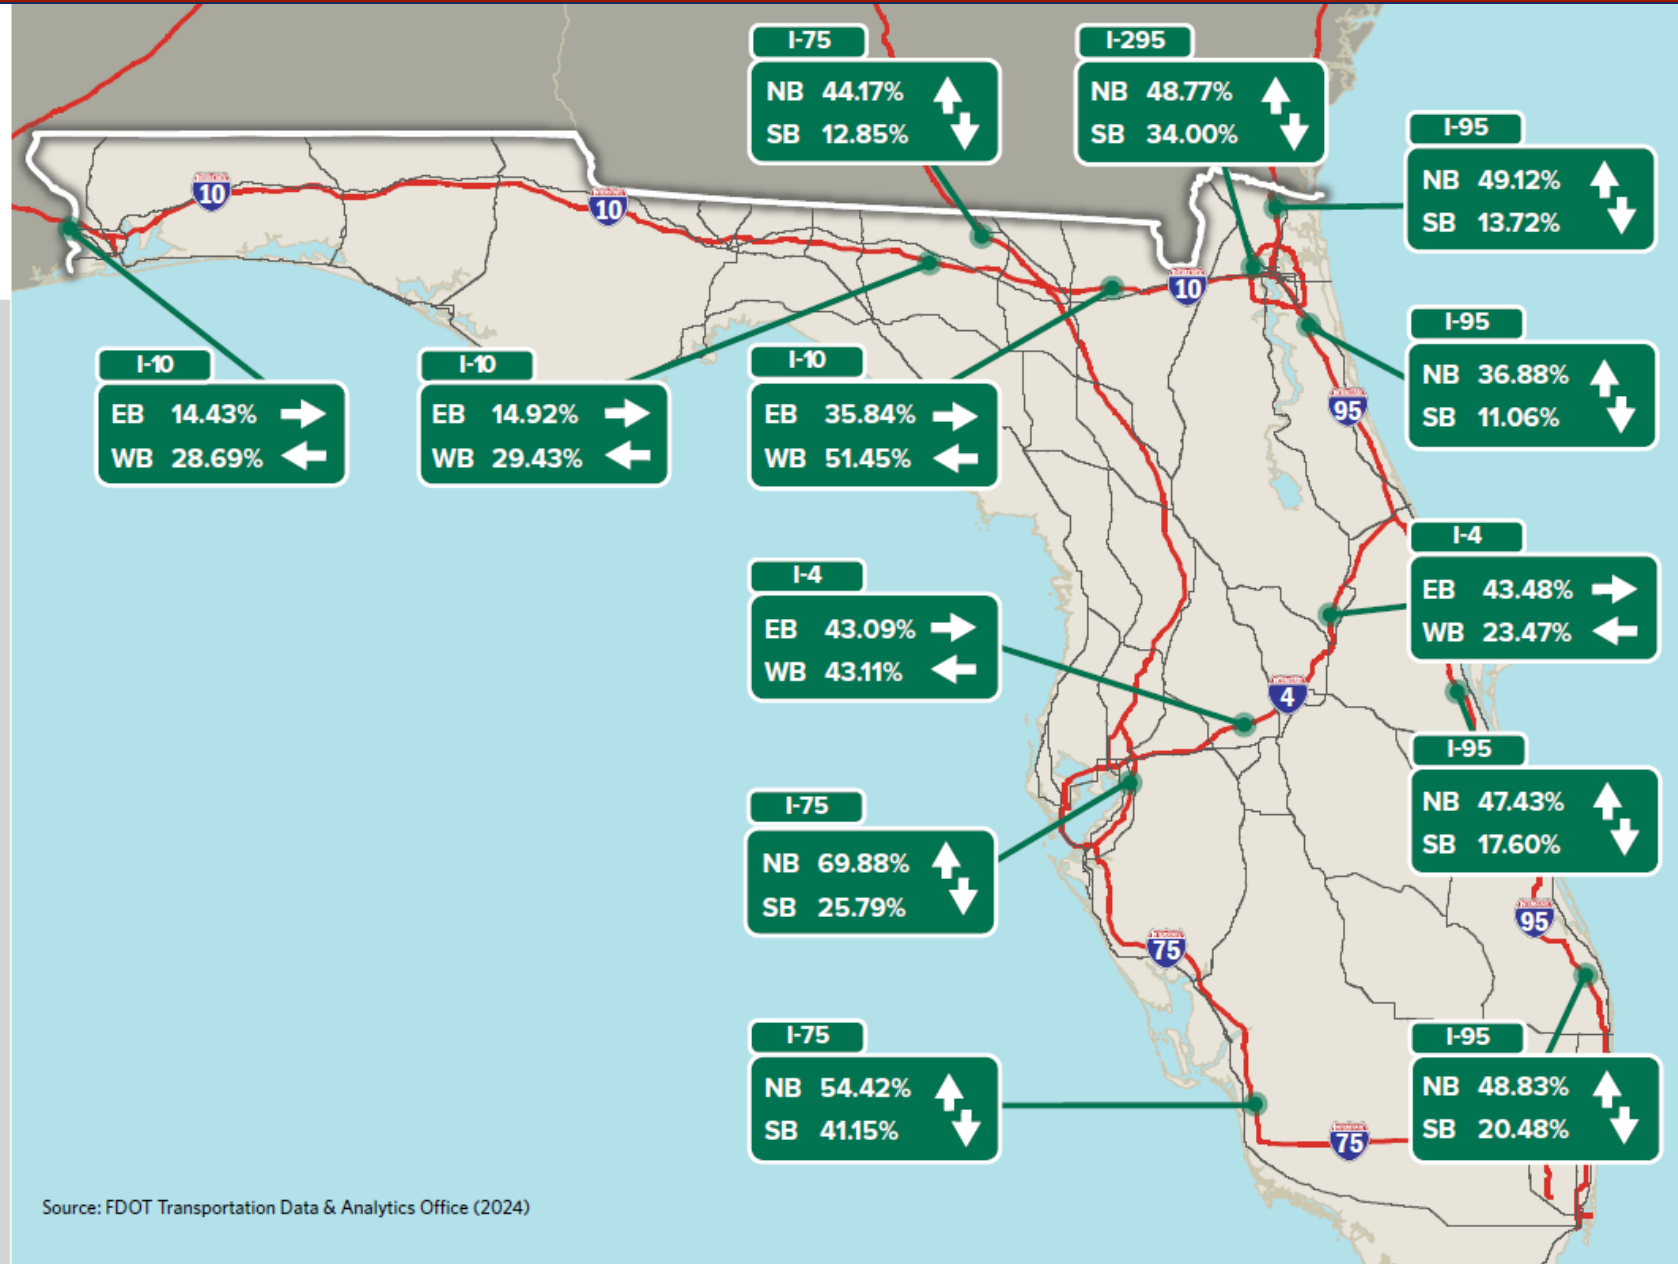 I-75
NB 44.17%
SB 12.85%
I-295
NB 48.77%
SB 34.00%
I-95
NB 49.12%
SB 13.72%
10
10
10
I-10
EB 14.43%
WB 28.69%
I-10
EB 14.92%
WB 29.43%
I-10
EB 35.84%
WB 51.45%
I-95
NB 36.88%
SB 11.06%
95
I-4
EB 43.09%
WB 43.11%
I-4
EB 43.48%
WB 23.47%
4
I-75
NB 69.88%
SB 25.79%
I-95
NB 47.43%
SB 17.60%
95
75
I-75
NB 54.42%
SB 41.15%
I-95
NB 48.83%
SB 20.48%
75
Source: FDOT Transportation Data & Analytics Office (2024)